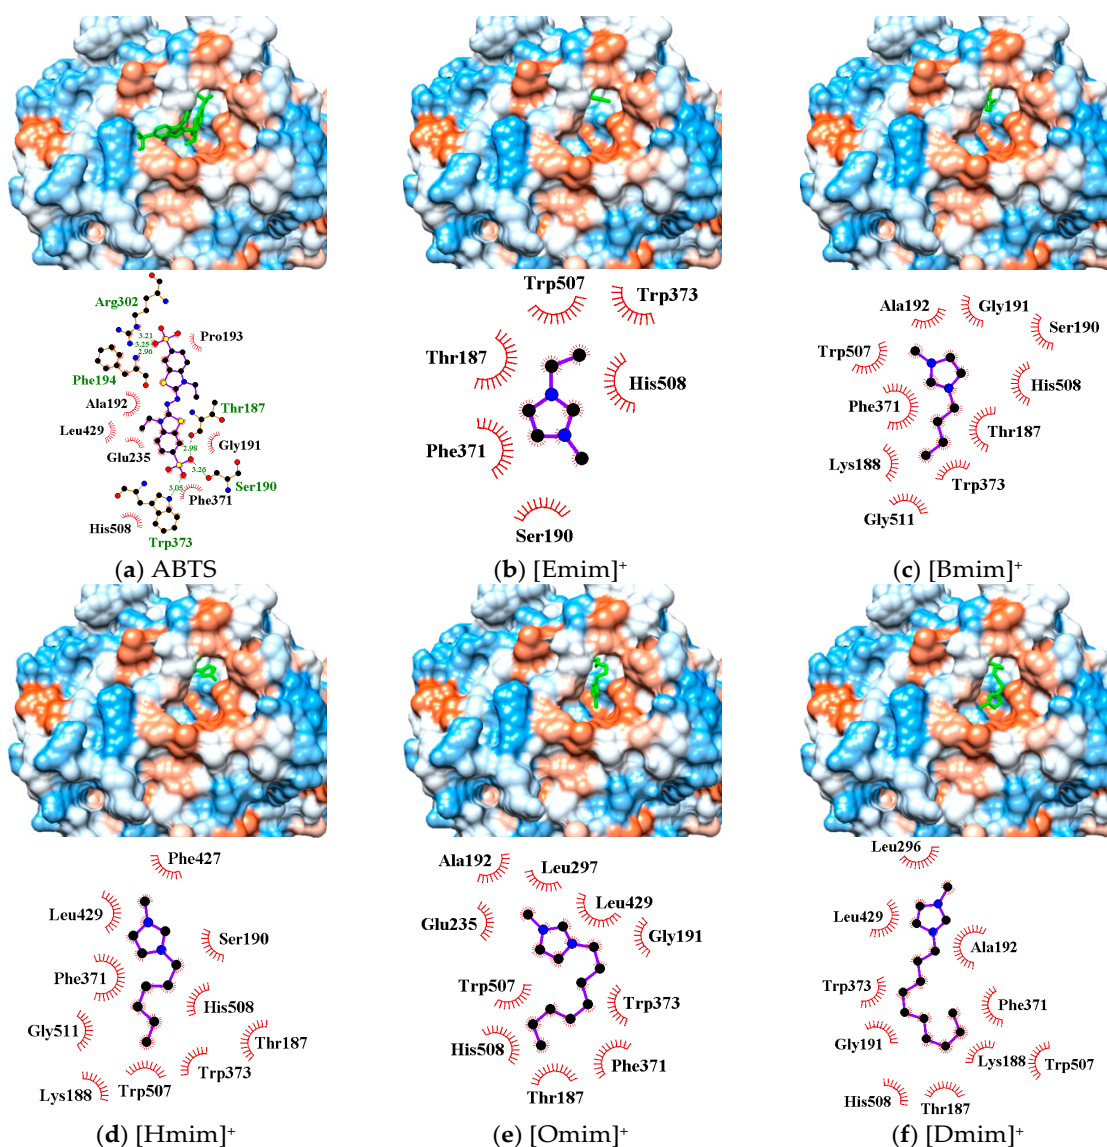 Arg302
3.21
3.25
2.96
Pro193
Phe194
Ala192
Thr187
Leu429
Glu235
2.98
Gly191
3.26
Ser190
3.05
Phe371
His508
Trp373
(a) ABTS
Trp507
Trp373
Thr187
His508
Phe371
Ser190
(b) [Emim]+
Ala192
Gly191
Ser190
Trp507
His508
Phe371
Thr187
Lys188
Trp373
Gly511
(c) [Bmim]+
Phe427
Leu429
Ser190
Phe371
His508
Gly511
Thr187
Trp373
Lys188
Trp507
(d) [Hmim]+
Ala192
Leu297
Leu429
Glu235
Gly191
Trp507
Trp373
His508
Phe371
Thr187
(e) [Omim]+
Leu296
Leu429
Ala192
Trp373
Phe371
Gly191
Lys188
Trp507
His508
Thr187
(f) [Dmim]+